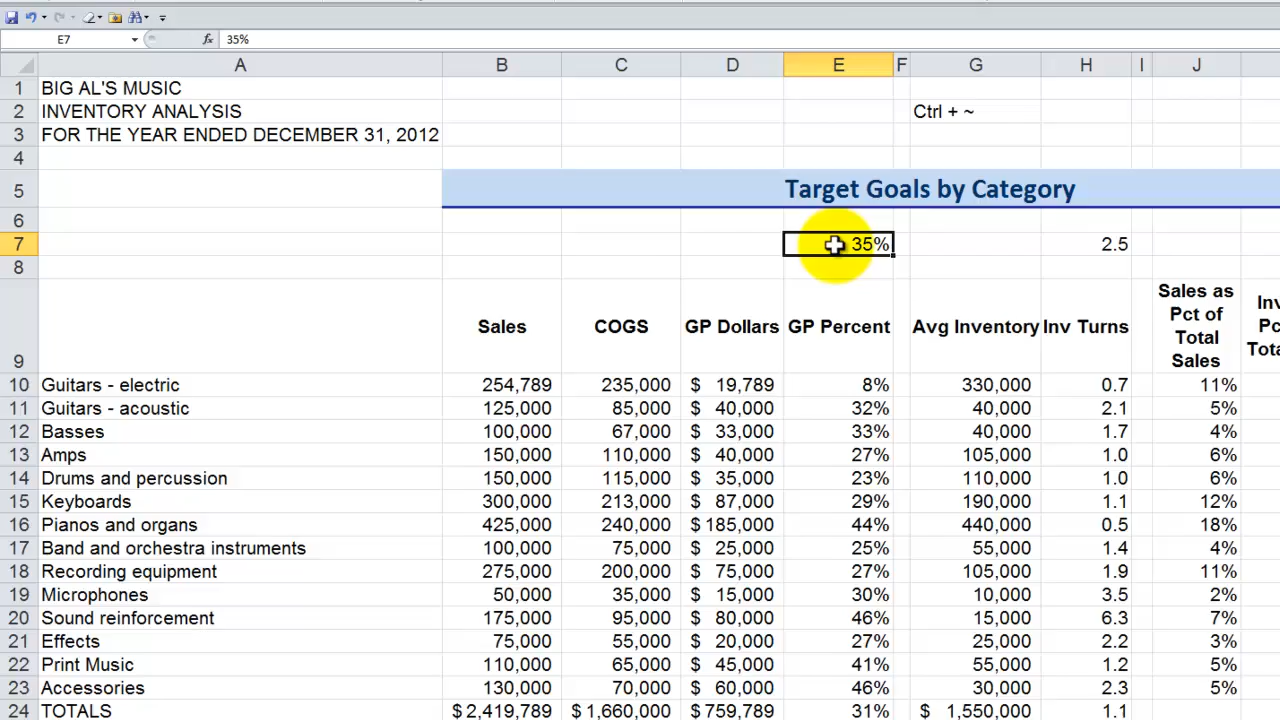 E7 fx 35%
A B C D E F G H I J
1 BIG AL'S MUSIC
2 INVENTORY ANALYSIS Ctrl + ~
3 FOR THE YEAR ENDED DECEMBER 31, 2012
4
5 Target Goals by Category
6
7 35% 2.5
8
9 Sales COGS GP Dollars GP Percent Avg Inventory Inv Turns Sales as Pct of Total Sales
10 Guitars - electric 254,789 235,000 $ 19,789 8% 330,000 0.7 11%
11 Guitars - acoustic 125,000 85,000 $ 40,000 32% 40,000 2.1 5%
12 Basses 100,000 67,000 $ 33,000 33% 40,000 1.7 4%
13 Amps 150,000 110,000 $ 40,000 27% 105,000 1.0 6%
14 Drums and percussion 150,000 115,000 $ 35,000 23% 110,000 1.0 6%
15 Keyboards 300,000 213,000 $ 87,000 29% 190,000 1.1 12%
16 Pianos and organs 425,000 240,000 $ 185,000 44% 440,000 0.5 18%
17 Band and orchestra instruments 100,000 75,000 $ 25,000 25% 55,000 1.4 4%
18 Recording equipment 275,000 200,000 $ 75,000 27% 105,000 1.9 11%
19 Microphones 50,000 35,000 $ 15,000 30% 10,000 3.5 2%
20 Sound reinforcement 175,000 95,000 $ 80,000 46% 15,000 6.3 7%
21 Effects 75,000 55,000 $ 20,000 27% 25,000 2.2 3%
22 Print Music 110,000 65,000 $ 45,000 41% 55,000 1.2 5%
23 Accessories 130,000 70,000 $ 60,000 46% 30,000 2.3 5%
24 TOTALS $ 2,419,789 $ 1,660,000 $ 759,789 31% $ 1,550,000 1.1